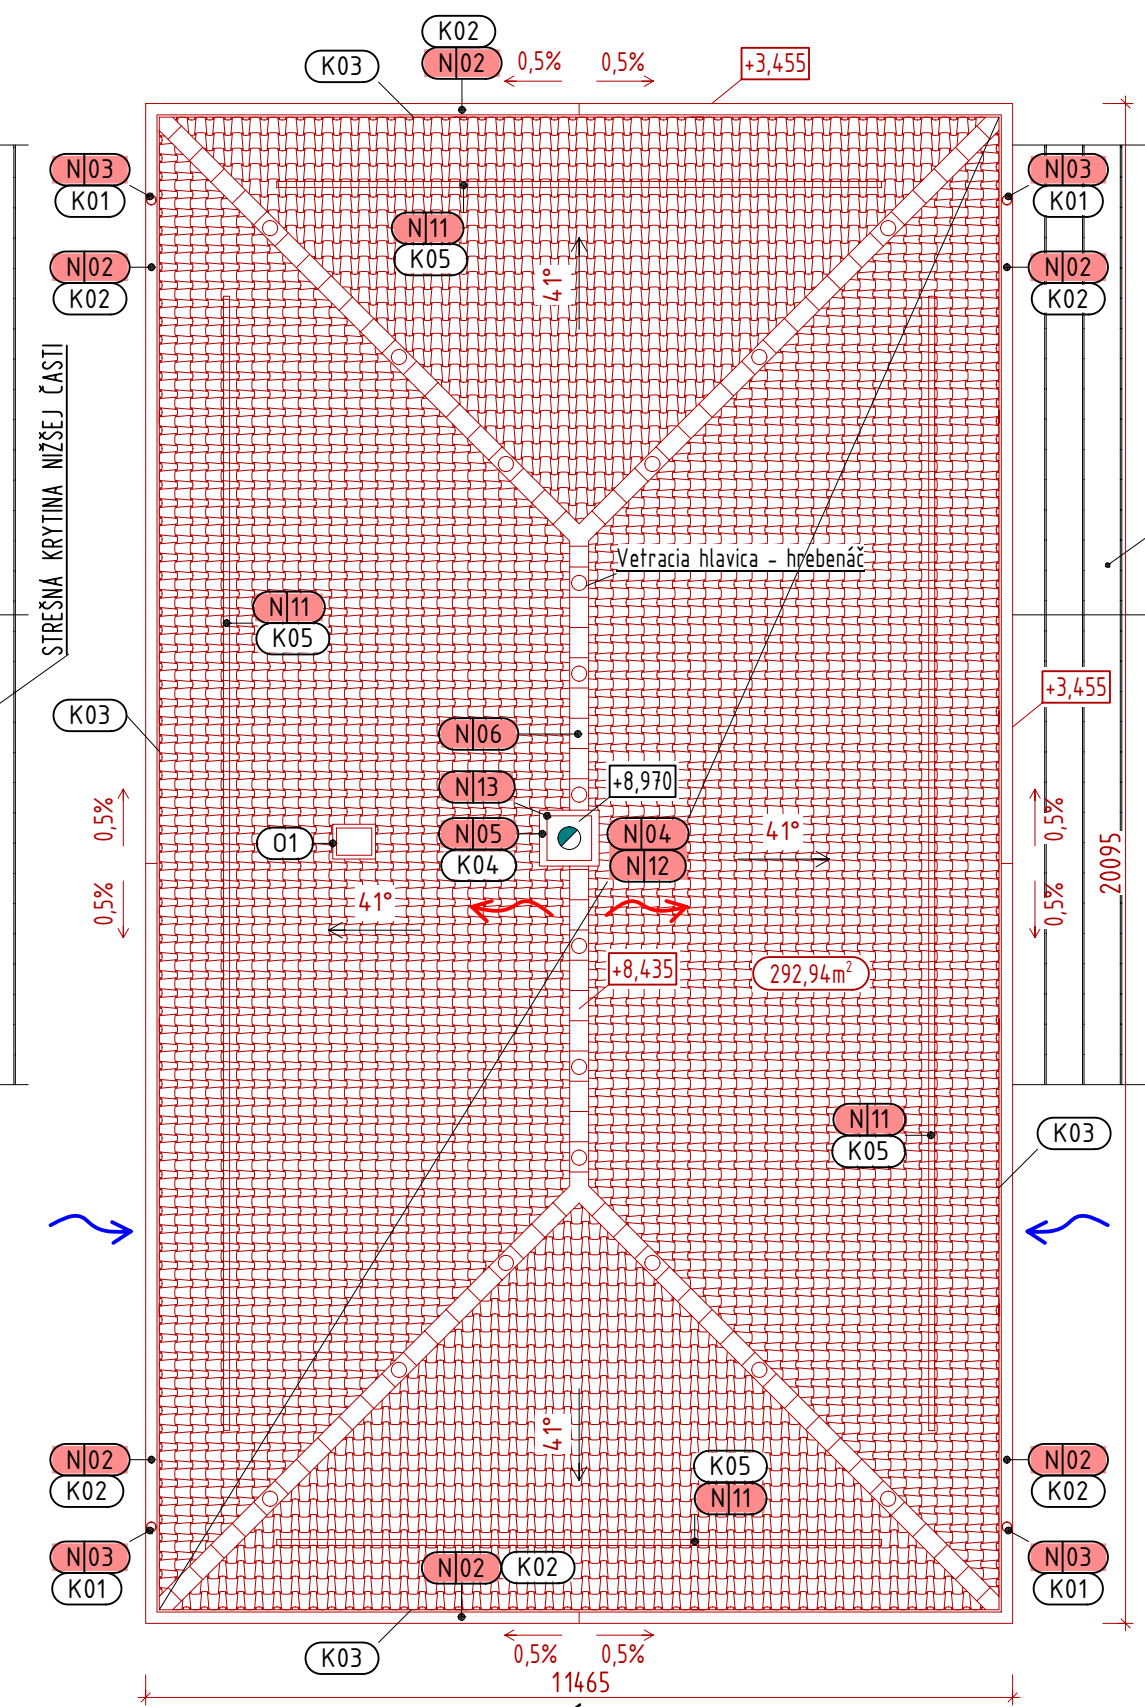 K02
N 02
K03
0,5%
0,5%
+3,455
N 03
K01
N 03
K01
N 11
K05
N 02
K02
N 02
K02
41°
STREŠNÁ KRYTINA NIŽŠEJ ČASTI
Vetracia hlavica - hrebenáč
N 11
K05
K03
+3,455
N 06
N 13
+8,970
N 05
K04
N 04
N 12
O1
41°
41°
0,5%
0,5%
0,5%
0,5%
20095
+8,435
292,94m²
N 11
K05
K03
41°
K05
N 11
N 02
K02
N 02
K02
N 03
K01
N 02
K02
N 03
K01
K03
0,5%
0,5%
11465